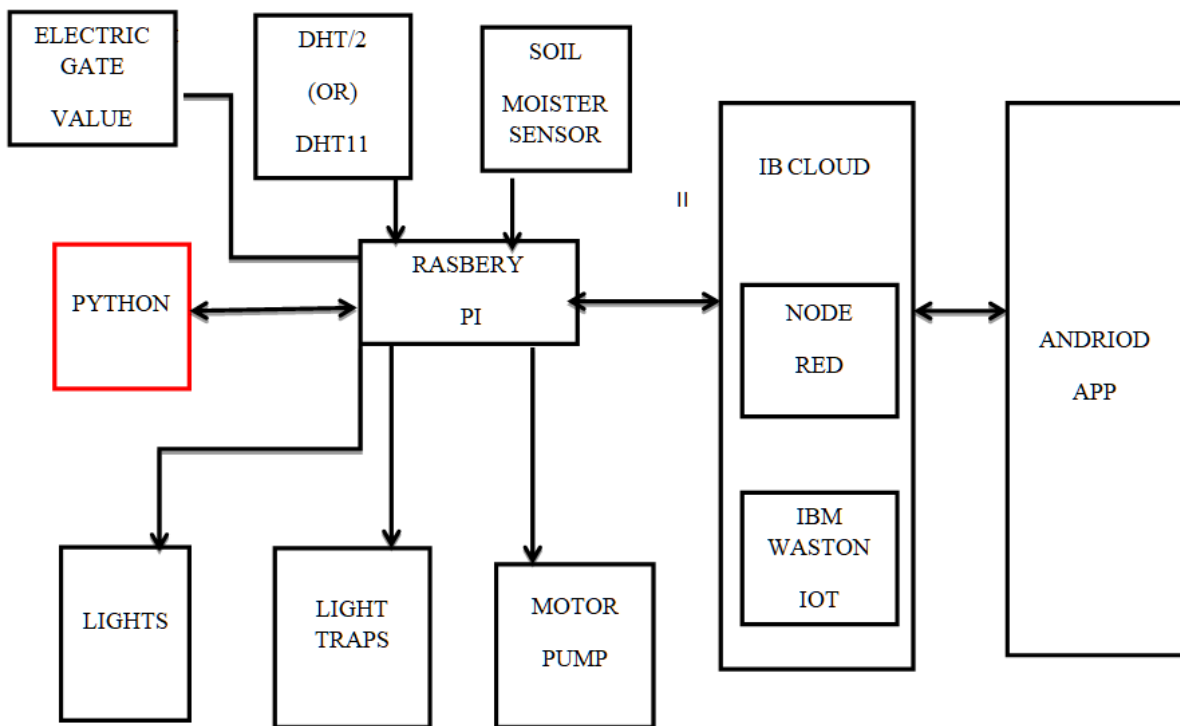 ELECTRIC
GATE
VALUE
DHT/2
(OR)
DHT11
SOIL
MOISTER
SENSOR
IB CLOUD
II
PYTHON
RASBERY
PI
NODE
RED
ANDRIOD
APP
IBM
WASTON
IOT
LIGHTS
LIGHT
TRAPS
MOTOR
PUMP